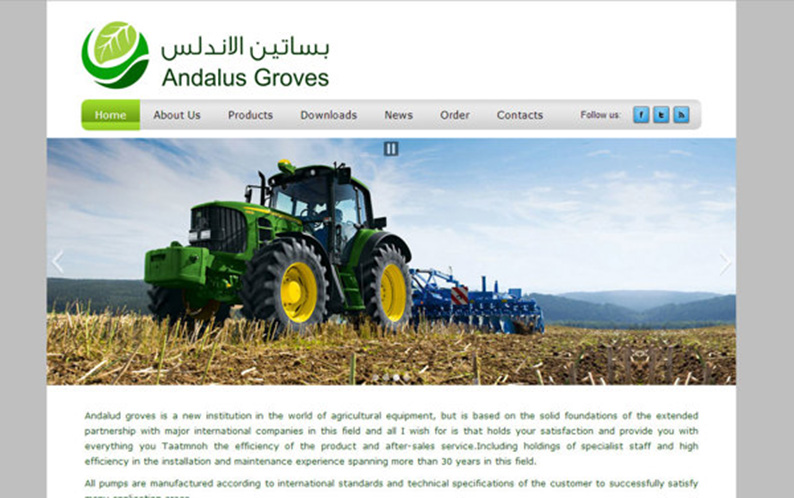 بساتين الاندلس
Andalus Groves
Home About Us Products Downloads News Order Contacts Follow us:
Andalud groves is a new institution in the world of agricultural equipment, but is based on the solid foundations of the extended
partnership with major international companies in this field and all I wish for is that holds your satisfaction and provide you with
everything you Taatmnoh the efficiency of the product and after-sales service.Including holdings of specialist staff and high
efficiency in the installation and maintenance experience spanning more than 30 years in this field.
All pumps are manufactured according to international standards and technical specifications of the customer to successfully satisfy
many application areas